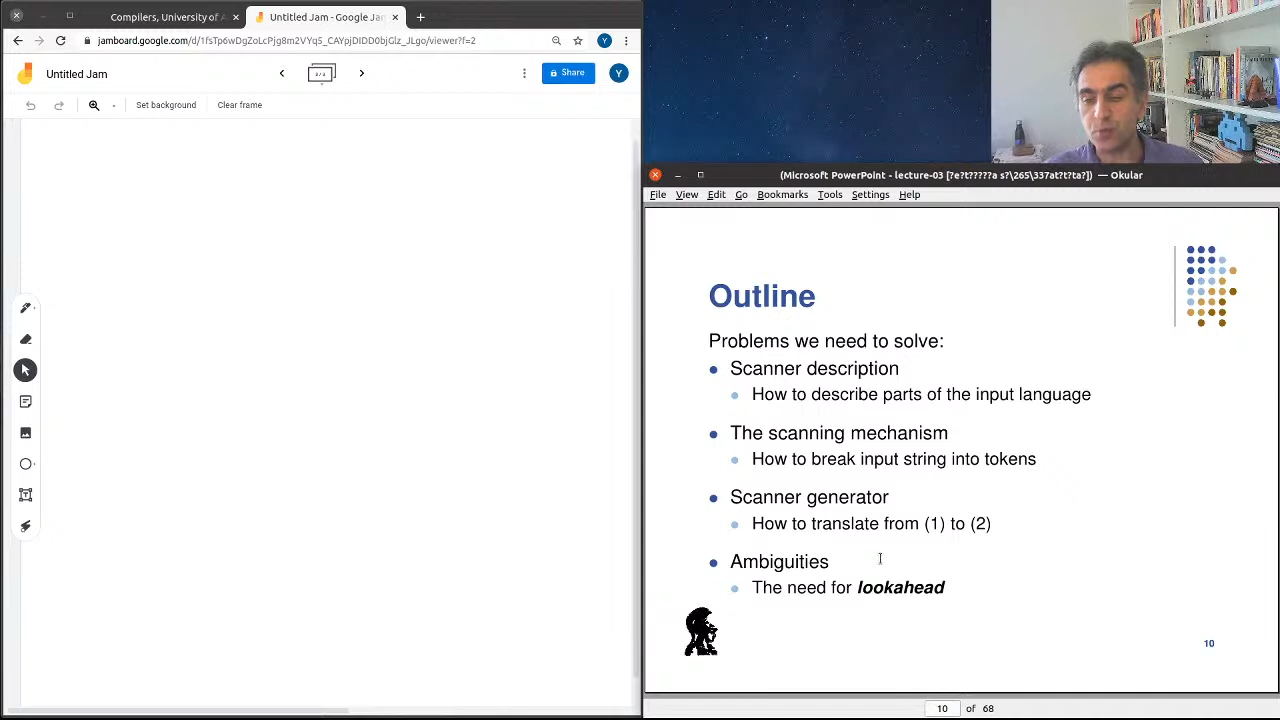 Compilers, University of A
Untitled Jam - Google Jam
jamboard.google.com/d/1fsTp6wDgZoLcPjg8m2VYq5_CAYpjDIDD0bjGlz_JLgo/viewer?f=2
Y
Untitled Jam
3 / 3
Share
Y
Set background
Clear frame
(Microsoft PowerPoint - lecture-03 [?e?t?????a s?\265\337at?t?ta?]) — Okular
File View Edit Go Bookmarks Tools Settings Help
Outline
Problems we need to solve:
Scanner description
How to describe parts of the input language
The scanning mechanism
How to break input string into tokens
Scanner generator
How to translate from (1) to (2)
Ambiguities
The need for lookahead
10
10 of 68